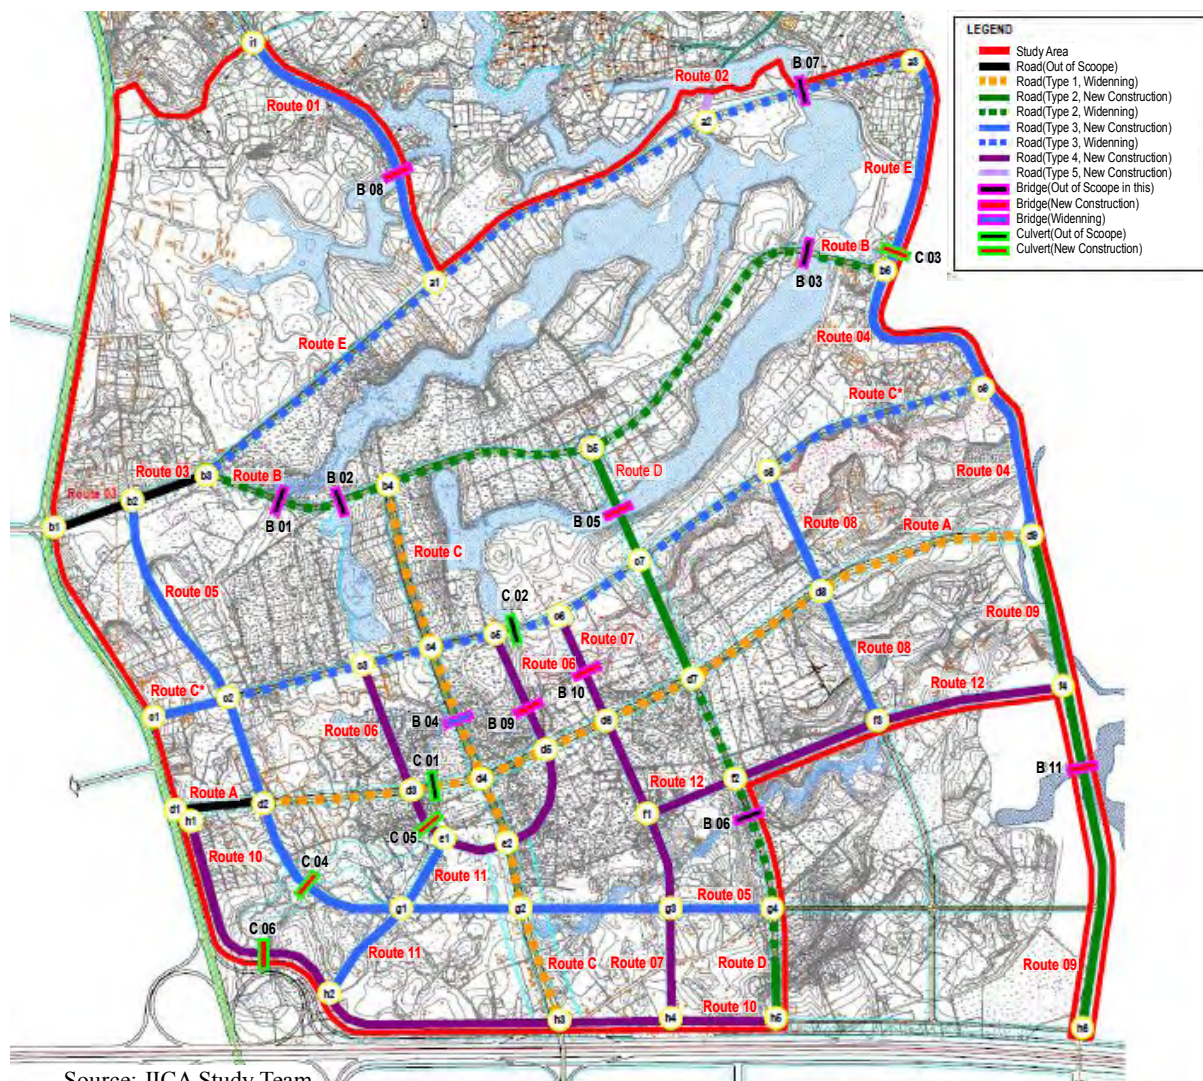 LEGEND
Study Area
Road(Out of Scoope)
Road(Type 1, Widenning)
Road(Type 2, New Construction)
Road(Type 2, Widenning)
Road(Type 3, New Construction)
Road(Type 3, Widenning)
Road(Type 4, New Construction)
Road(Type 5, New Construction)
Bridge(Out of Scoope in this)
Bridge(New Construction)
Bridge(Widenning)
Culvert(Out of Scoope)
Culvert(New Construction)
i1
B 07
a3
Route 02
Route 01
a2
Route E
B 08
Route B
C 03
b6
B 03
a1
Route 04
Route E
c9
Route C*
b5
Route D
Route 03
b3
Route B
B 02
b4
c8
Route 04
Route 03
b2
b1
B 01
B 05
Route 08
Route A
d9
Route C
c7
Route 05
C 02
d8
Route 09
c6
c5
Route 07
c4
Route 08
c3
Route 06
d7
Route 12
f4
B 10
c2
Route C*
c1
B 04
B 09
d6
f3
Route 06
d5
B 11
C 01
d4
Route 12
f2
Route A
d3
d1
d2
h1
f1
B 06
C 05
e1
e2
Route 10
C 04
Route 11
Route 05
g1
g2
g3
g4
C 06
Route 11
Route C
Route 07
Route D
Route 09
h2
Route 10
h3
h4
h5
h6
Source: JICA Study Team